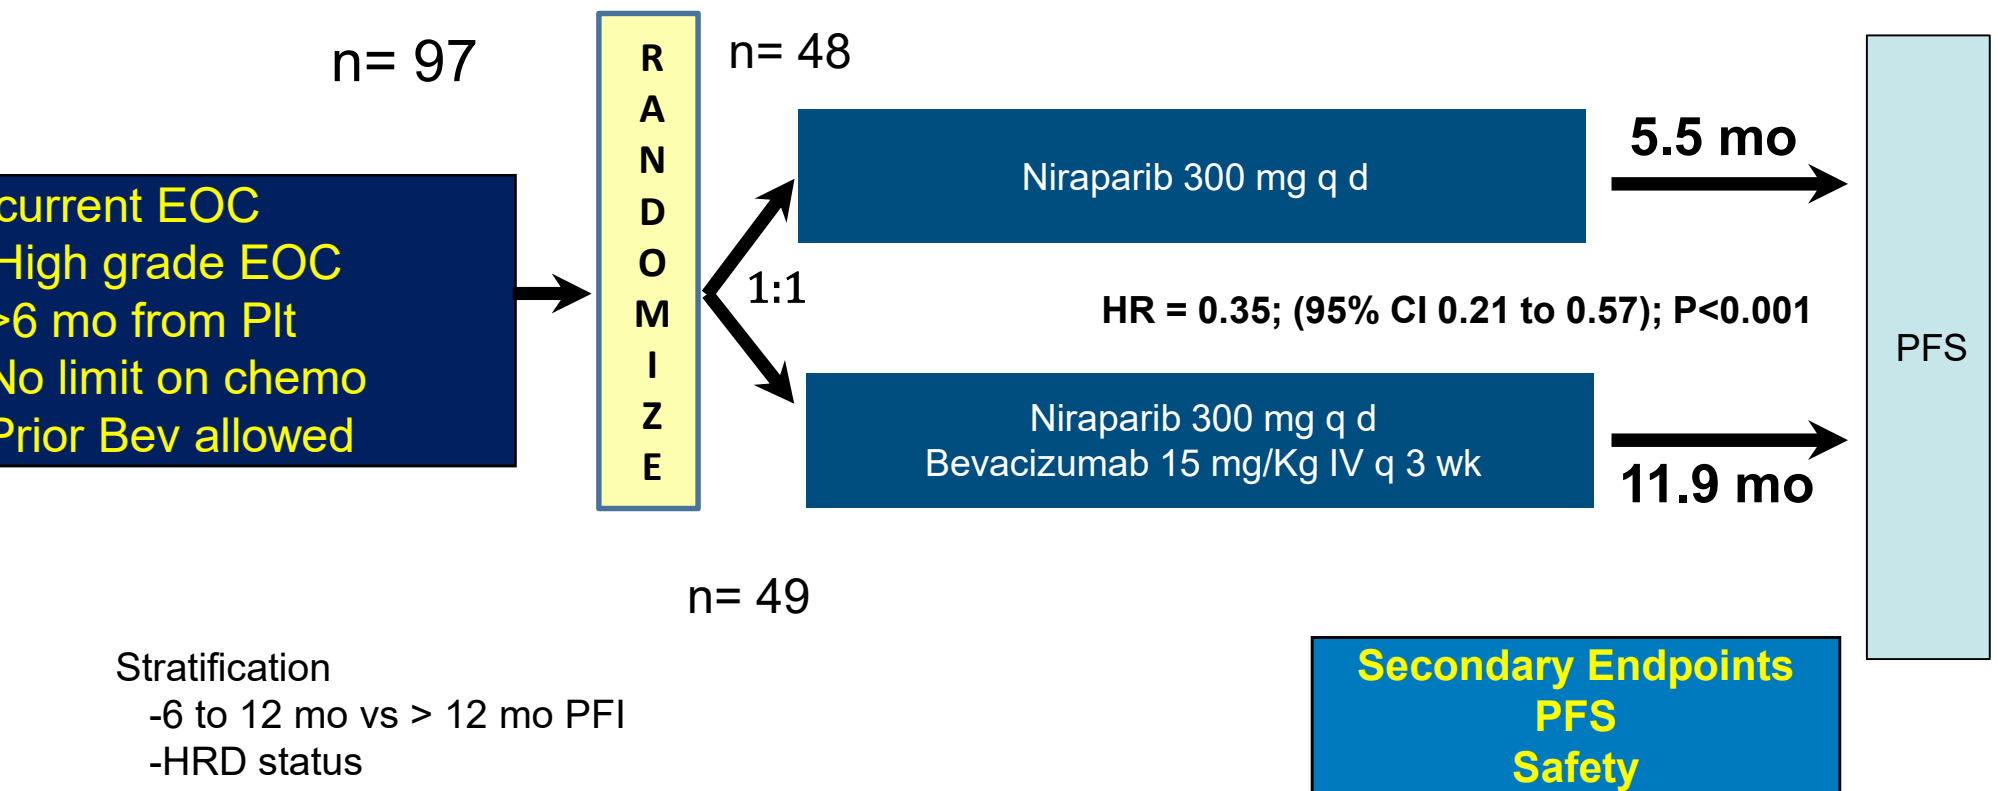 n= 97
current EOC
High grade EOC
>6 mo from Plt
No limit on chemo
Prior Bev allowed
R
A
N
D
O
M
I
Z
E
n= 48
1:1
Niraparib 300 mg q d
5.5 mo
HR = 0.35; (95% CI 0.21 to 0.57); P<0.001
Niraparib 300 mg q d
Bevacizumab 15 mg/Kg IV q 3 wk
11.9 mo
PFS
n= 49
Stratification
-6 to 12 mo vs > 12 mo PFI
-HRD status
Secondary Endpoints
PFS
Safety